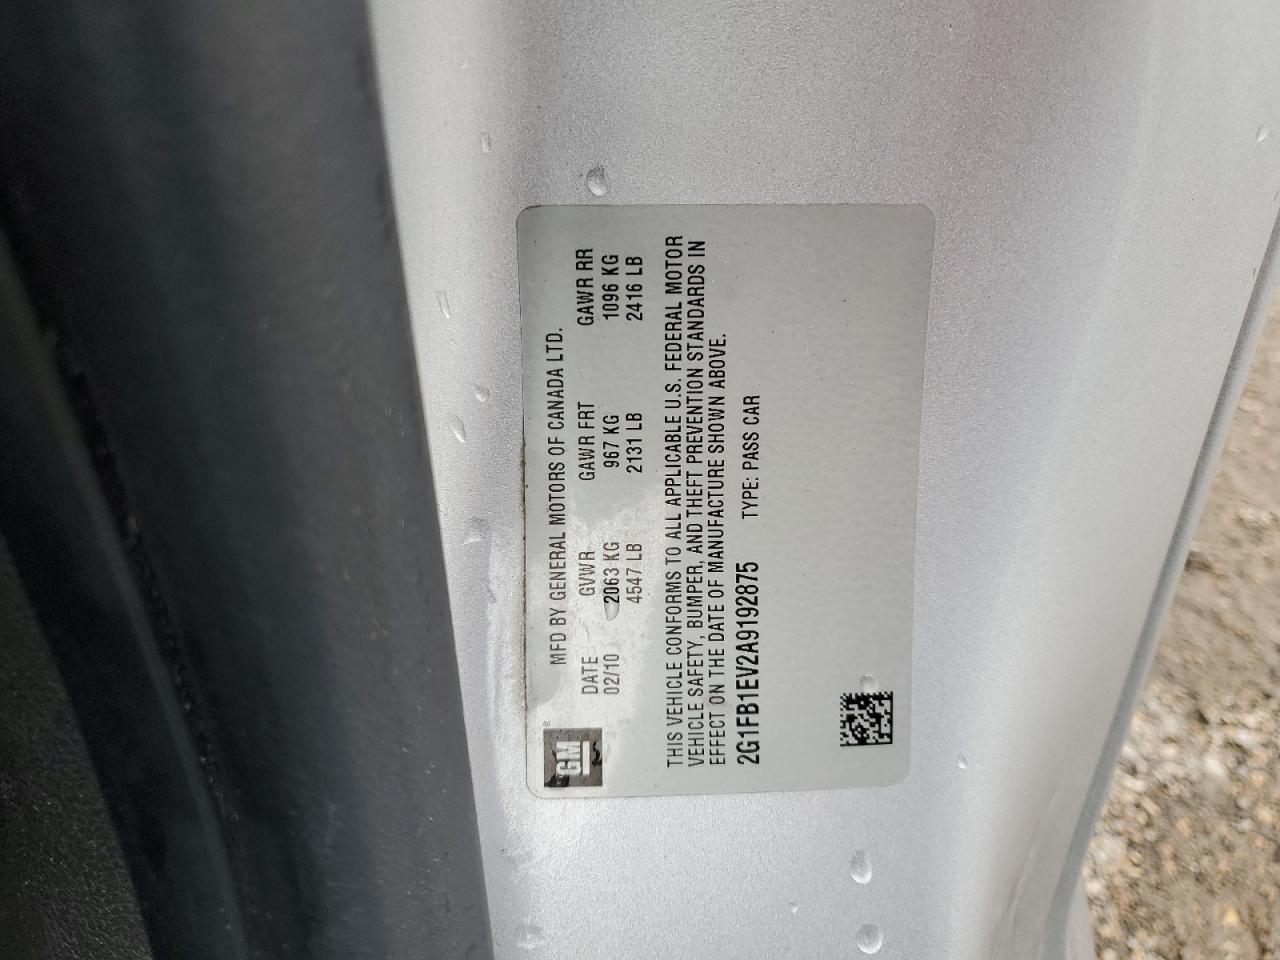 GM ®
MFD BY GENERAL MOTORS OF CANADA LTD.
DATE GVWR GAWR FRT GAWR RR
02/10 2063 KG 967 KG 1096 KG
4547 LB 2131 LB 2416 LB
THIS VEHICLE CONFORMS TO ALL APPLICABLE U.S. FEDERAL MOTOR
VEHICLE SAFETY, BUMPER, AND THEFT PREVENTION STANDARDS IN
EFFECT ON THE DATE OF MANUFACTURE SHOWN ABOVE.
2G1FB1EV2A9192875 TYPE: PASS CAR